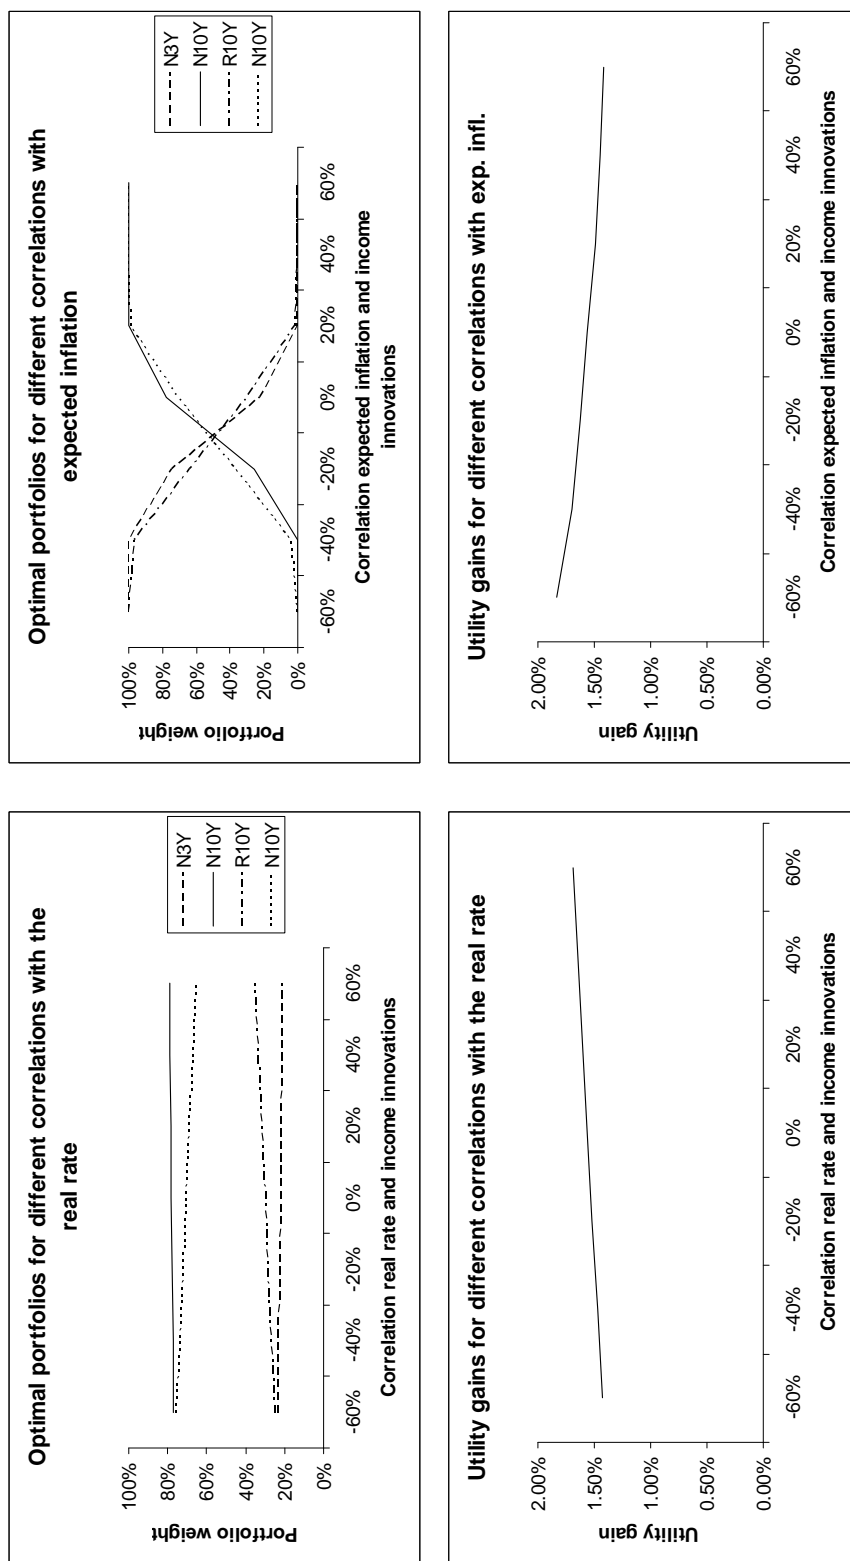 Optimal portfolios for different correlations with the
real rate
100%
80%
60%
40%
20%
0%
Portfolio weight
-60%
-40%
-20%
0%
20%
40%
60%
Correlation real rate and income innovations
N3Y
N10Y
R10Y
N10Y
Optimal portfolios for different correlations with
expected inflation
100%
80%
60%
40%
20%
0%
Portfolio weight
-60%
-40%
-20%
0%
20%
40%
60%
Correlation expected inflation and income
innovations
N3Y
N10Y
R10Y
N10Y
Utility gains for different correlations with the real rate
2.00%
1.50%
1.00%
0.50%
0.00%
Utility gain
-60%
-40%
-20%
0%
20%
40%
60%
Correlation real rate and income innovations
Utility gains for different correlations with exp. infl.
2.00%
1.50%
1.00%
0.50%
0.00%
Utility gain
-60%
-40%
-20%
0%
20%
40%
60%
Correlation expected inflation and income innovations